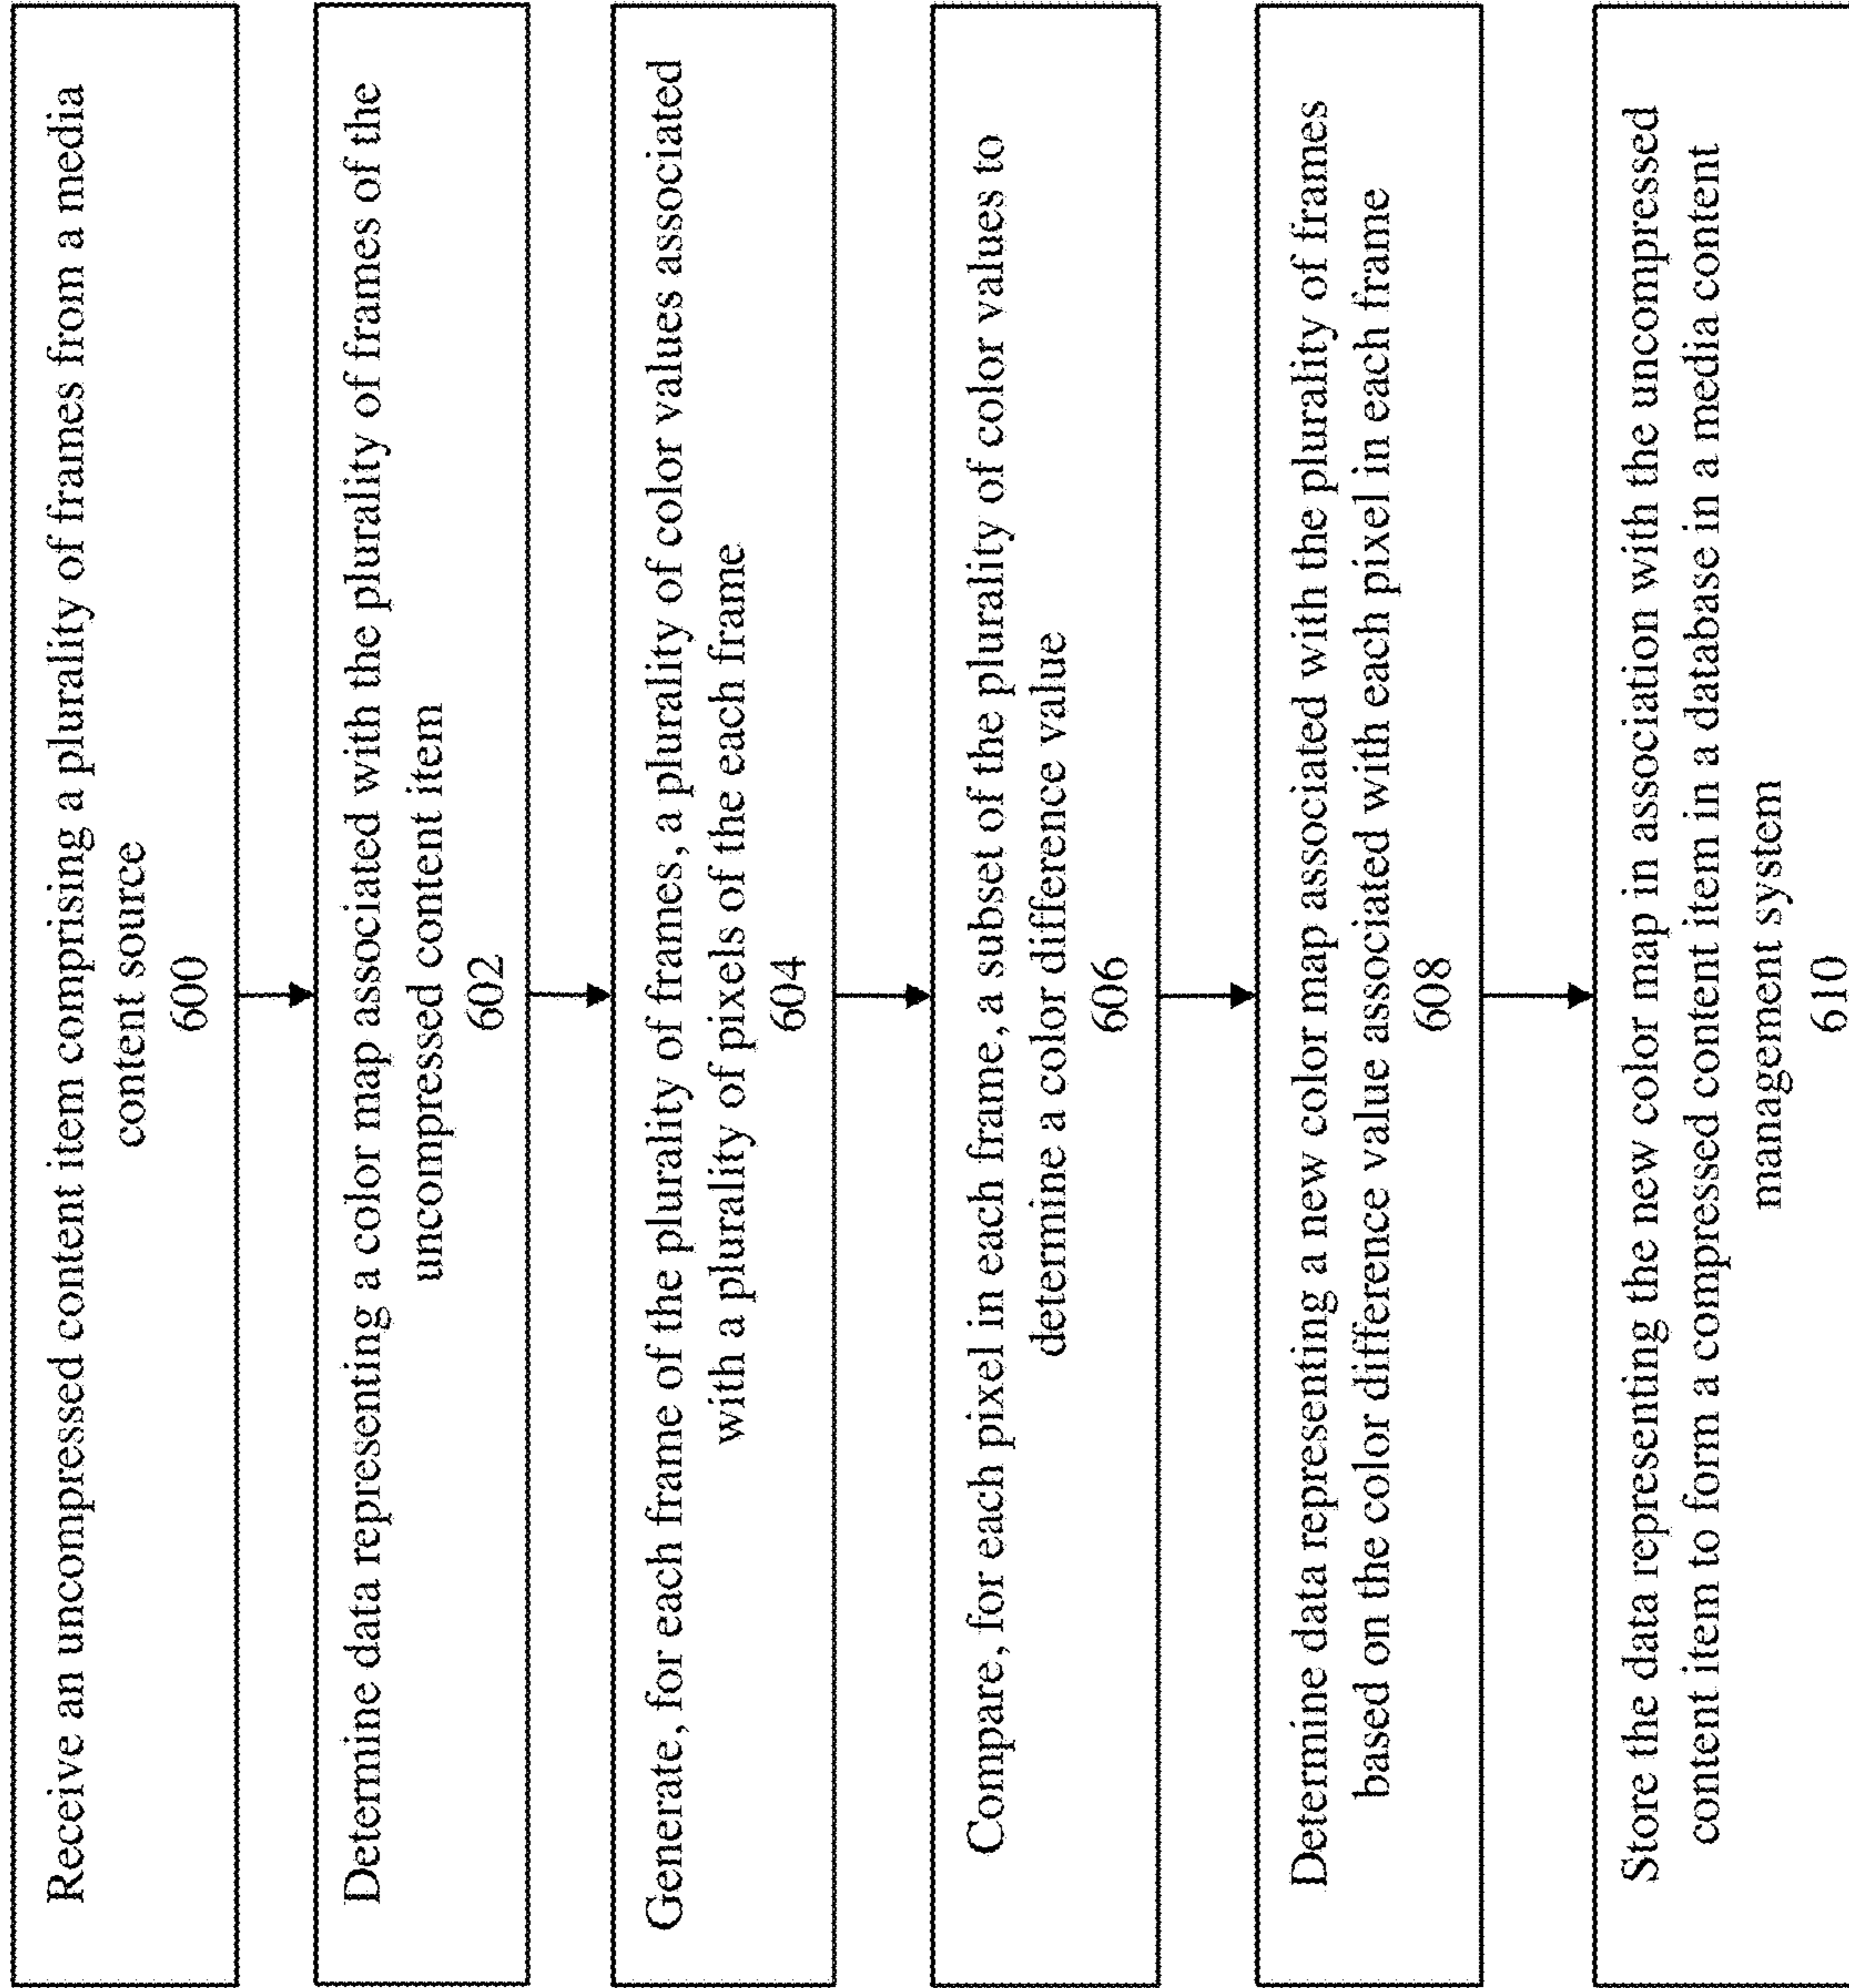 Receive an uncompressed content item comprising a plurality of frames from a media
content source
600
Determine data representing a color map associated with the plurality of frames of the
uncompressed content item
602
Generate, for each frame of the plurality of frames, a plurality of color values associated
with a plurality of pixels of the each frame
604
Compare, for each pixel in each frame, a subset of the plurality of color values to
determine a color difference value
606
Determine data representing a new color map associated with the plurality of frames
based on the color difference value associated with each pixel in each frame
608
Store the data representing the new color map in association with the uncompressed
content item to form a compressed content item in a database in a media content
management system
610